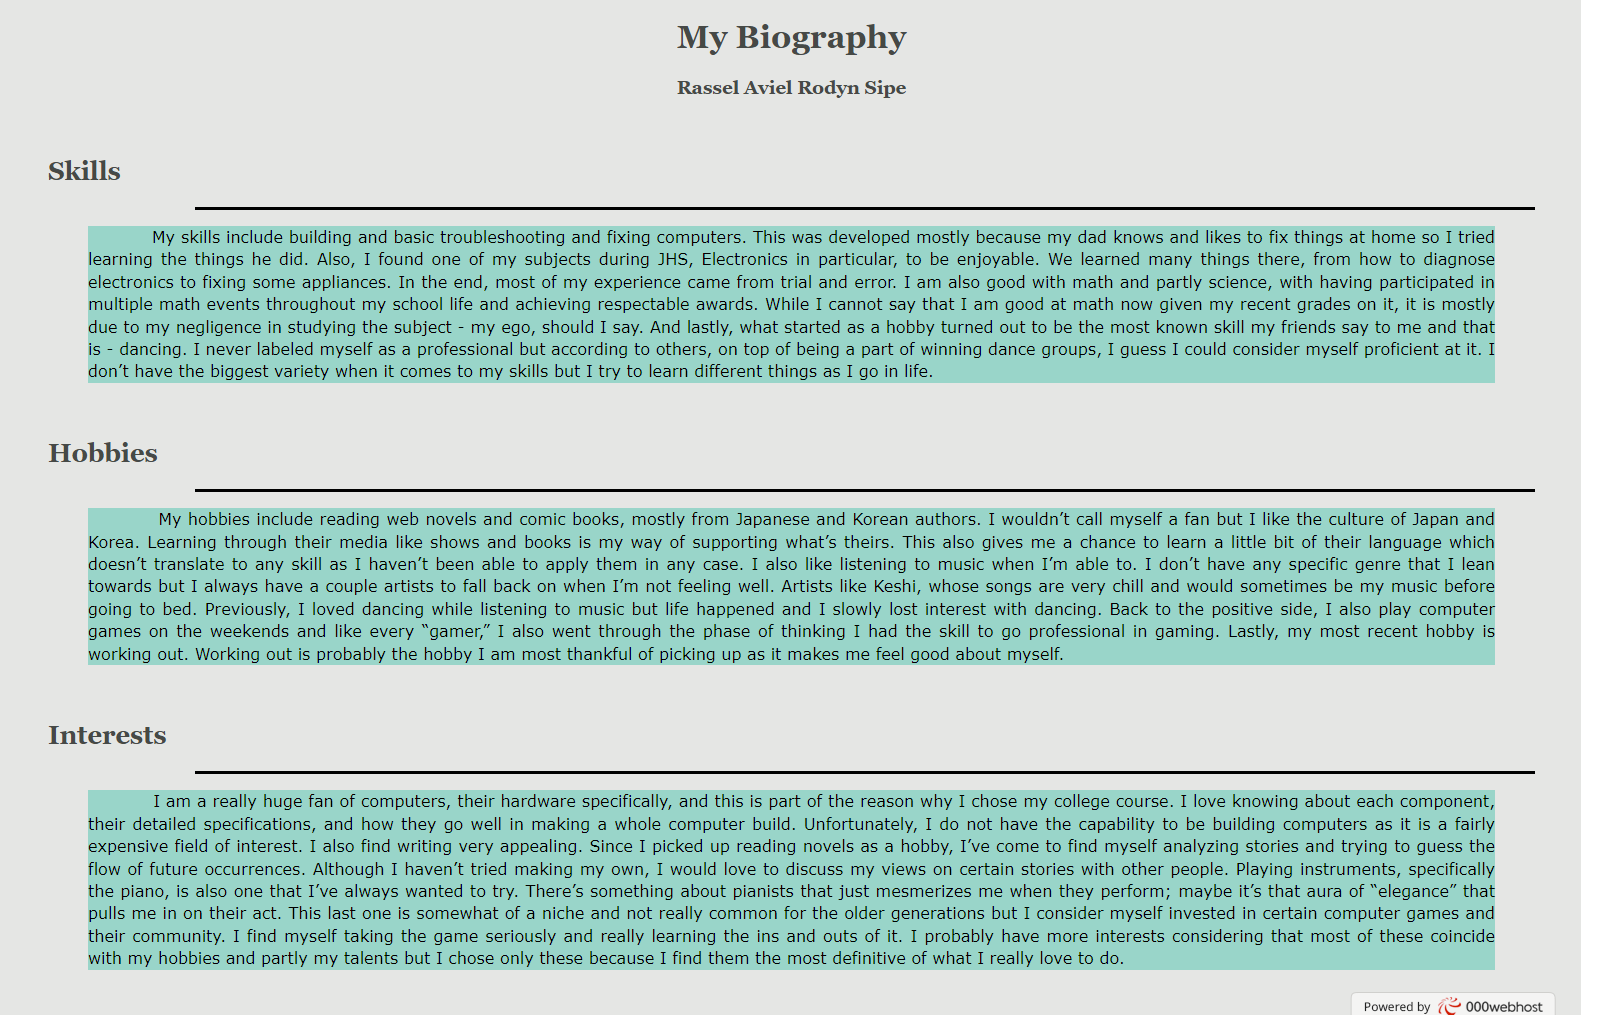 My Biography
Rassel Aviel Rodyn Sipe
Skills
My skills include building and basic troubleshooting and fixing computers. This was developed mostly because my dad knows and likes to fix things at home so I tried
learning the things he did. Also, I found one of my subjects during JHS, Electronics in particular, to be enjoyable. We learned many things there, from how to diagnose
electronics to fixing some appliances. In the end, most of my experience came from trial and error. I am also good with math and partly science, with having participated in
multiple math events throughout my school life and achieving respectable awards. While I cannot say that I am good at math now given my recent grades on it, it is mostly
due to my negligence in studying the subject - my ego, should I say. And lastly, what started as a hobby turned out to be the most known skill my friends say to me and that
is - dancing. I never labeled myself as a professional but according to others, on top of being a part of winning dance groups, I guess I could consider myself proficient at it. I
don’t have the biggest variety when it comes to my skills but I try to learn different things as I go in life.
Hobbies
My hobbies include reading web novels and comic books, mostly from Japanese and Korean authors. I wouldn’t call myself a fan but I like the culture of Japan and
Korea. Learning through their media like shows and books is my way of supporting what’s theirs. This also gives me a chance to learn a little bit of their language which
doesn’t translate to any skill as I haven’t been able to apply them in any case. I also like listening to music when I’m able to. I don’t have any specific genre that I lean
towards but I always have a couple artists to fall back on when I’m not feeling well. Artists like Keshi, whose songs are very chill and would sometimes be my music before
going to bed. Previously, I loved dancing while listening to music but life happened and I slowly lost interest with dancing. Back to the positive side, I also play computer
games on the weekends and like every “gamer,” I also went through the phase of thinking I had the skill to go professional in gaming. Lastly, my most recent hobby is
working out. Working out is probably the hobby I am most thankful of picking up as it makes me feel good about myself.
Interests
I am a really huge fan of computers, their hardware specifically, and this is part of the reason why I chose my college course. I love knowing about each component,
their detailed specifications, and how they go well in making a whole computer build. Unfortunately, I do not have the capability to be building computers as it is a fairly
expensive field of interest. I also find writing very appealing. Since I picked up reading novels as a hobby, I’ve come to find myself analyzing stories and trying to guess the
flow of future occurrences. Although I haven’t tried making my own, I would love to discuss my views on certain stories with other people. Playing instruments, specifically
the piano, is also one that I’ve always wanted to try. There’s something about pianists that just mesmerizes me when they perform; maybe it’s that aura of “elegance” that
pulls me in on their act. This last one is somewhat of a niche and not really common for the older generations but I consider myself invested in certain computer games and
their community. I find myself taking the game seriously and really learning the ins and outs of it. I probably have more interests considering that most of these coincide
with my hobbies and partly my talents but I chose only these because I find them the most definitive of what I really love to do.
Powered by 000webhost